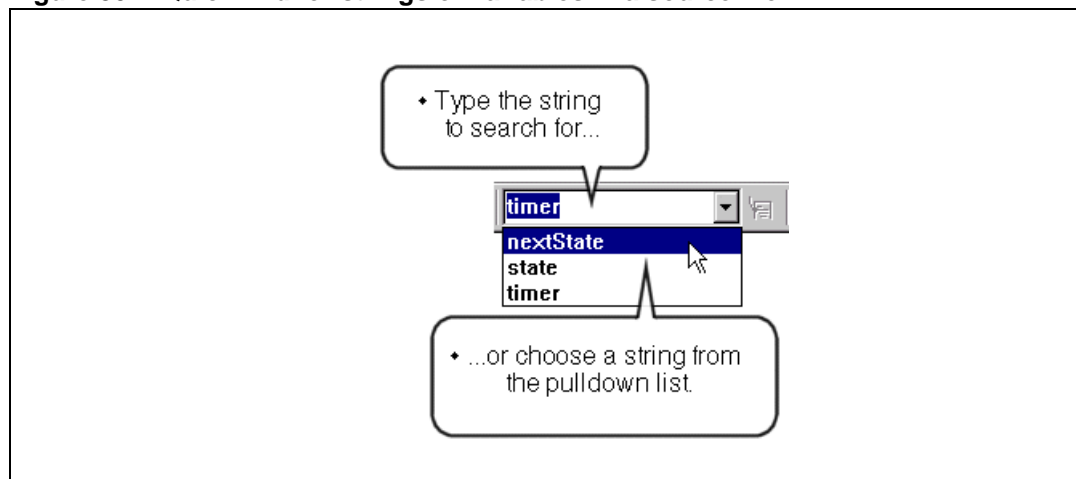 • Type the string
to search for...
timer
nextState
state
timer
• ...or choose a string from
the pulldown list.